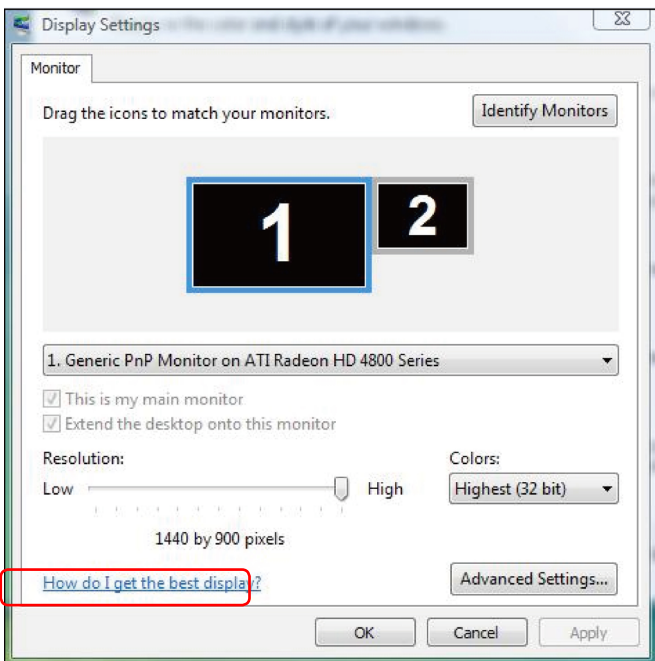 Display Settings
Monitor
Drag the icons to match your monitors.
Identify Monitors
1
2
1. Generic PnP Monitor on ATI Radeon HD 4800 Series
This is my main monitor
Extend the desktop onto this monitor
Resolution:
Colors:
Low
High
Highest (32 bit)
1440 by 900 pixels
How do I get the best display?
Advanced Settings...
OK
Cancel
Apply